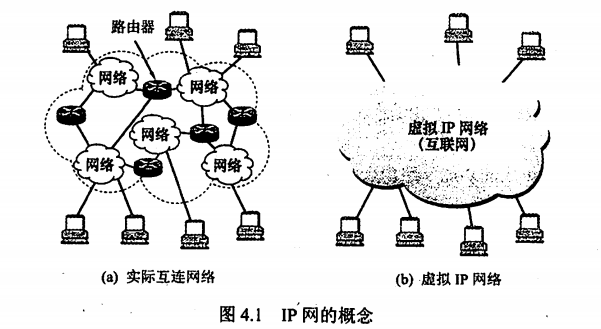 路由器
网络
网络
网络
网络
网络
虚拟 IP 网络
（互联网）
(a) 实际互连网络
(b) 虚拟 IP 网络
图 4.1 IP 网的概念